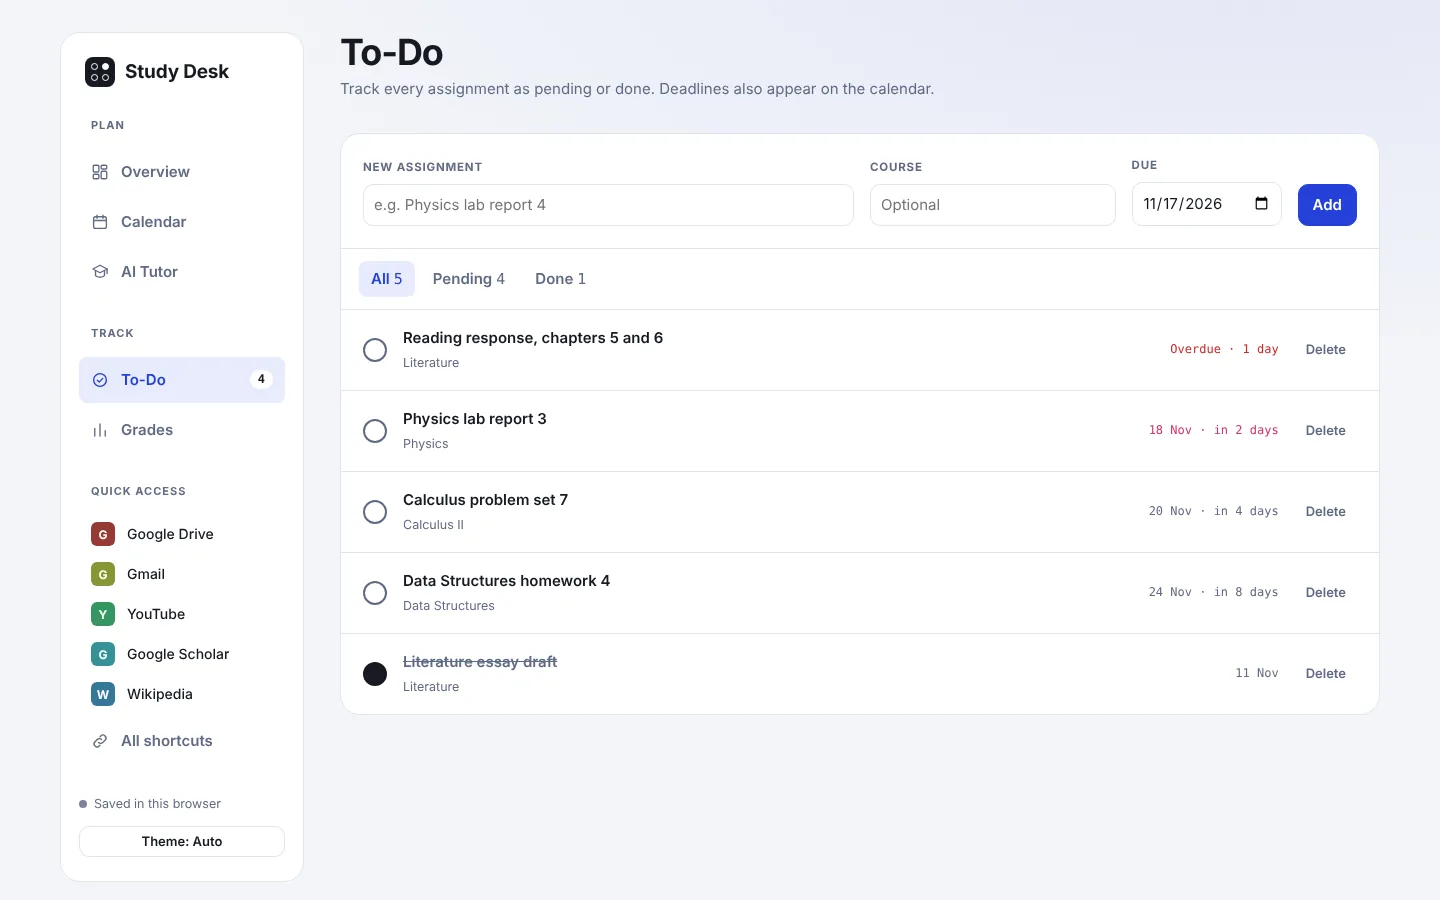 Study Desk
PLAN
Overview
Calendar
AI Tutor
TRACK
To-Do 4
Grades
QUICK ACCESS
G Google Drive
G Gmail
Y YouTube
G Google Scholar
W Wikipedia
All shortcuts
Saved in this browser
Theme: Auto
To-Do
Track every assignment as pending or done. Deadlines also appear on the calendar.
NEW ASSIGNMENT COURSE DUE
e.g. Physics lab report 4 Optional 11/17/2026 Add
All 5 Pending 4 Done 1
Reading response, chapters 5 and 6
Literature
Overdue · 1 day Delete
Physics lab report 3
Physics
18 Nov · in 2 days Delete
Calculus problem set 7
Calculus II
20 Nov · in 4 days Delete
Data Structures homework 4
Data Structures
24 Nov · in 8 days Delete
Literature essay draft
Literature
11 Nov Delete